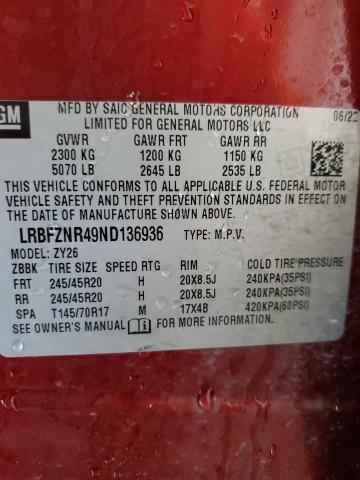 GM
MFD BY SAIC GENERAL MOTORS CORPORATION 06/22
LIMITED FOR GENERAL MOTORS LLC
GVWR GAWR FRT GAWR RR
2300 KG 1200 KG 1150 KG
5070 LB 2645 LB 2535 LB
THIS VEHICLE CONFORMS TO ALL APPLICABLE U.S. FEDERAL MOTOR
VEHICLE SAFETY AND THEFT PREVENTION STANDARDS IN EFFECT ON
THE DATE OF MANUFACTURE SHOWN ABOVE.
LRBFZNR49ND136936 TYPE: M.P.V.
MODEL: ZY26
ZBBK TIRE SIZE SPEED RTG RIM COLD TIRE PRESSURE
FRT 245/45R20 H 20X8.5J 240KPA(35PSI)
RR 245/45R20 H 20X8.5J 240KPA(35PSI)
SPA T145/70R17 M 17X4B 420KPA(60PSI)
SEE OWNER'S MANUAL i FOR MORE INFORMATION.